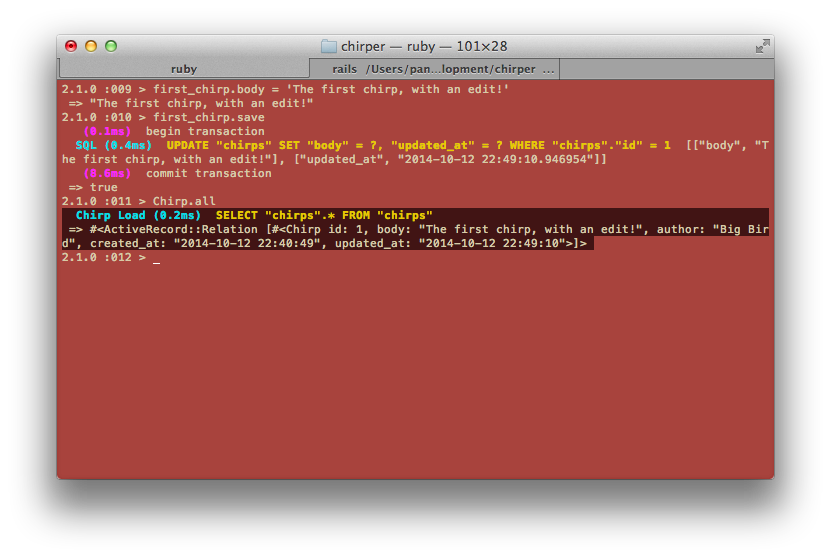 chirper — ruby — 101×28
ruby
rails /Users/pan...lopment/chirper ...
2.1.0 :009 > first_chirp.body = 'The first chirp, with an edit!'
 => "The first chirp, with an edit!"
2.1.0 :010 > first_chirp.save
   (0.1ms)  begin transaction
  SQL (0.4ms)  UPDATE "chirps" SET "body" = ?, "updated_at" = ? WHERE "chirps"."id" = 1  [["body", "T
he first chirp, with an edit!"], ["updated_at", "2014-10-12 22:49:10.946954"]]
   (8.6ms)  commit transaction
 => true
2.1.0 :011 > Chirp.all
  Chirp Load (0.2ms)  SELECT "chirps".* FROM "chirps"
 => #<ActiveRecord::Relation [#<Chirp id: 1, body: "The first chirp, with an edit!", author: "Big Bir
d", created_at: "2014-10-12 22:40:49", updated_at: "2014-10-12 22:49:10">]>
2.1.0 :012 > _